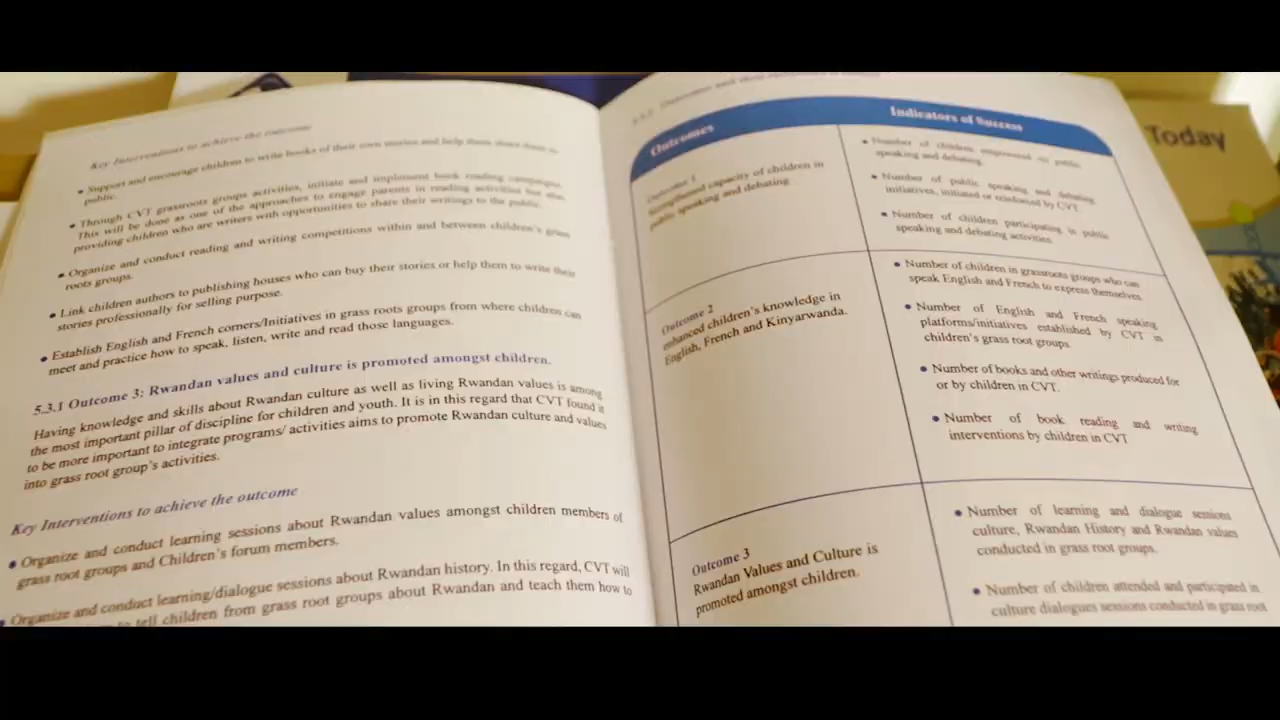 Key Interventions to achieve the outcome
• Support and encourage children to write books of their own stories and help them share them to
public.
• Through CVT grassroots groups activities, initiate and implement book reading campaigns.
This will be done as one of the approaches to engage parents in reading activities but also
providing children who are writers with opportunities to share their writings to the public.
• Organize and conduct reading and writing competitions within and between children's grass
roots groups.
• Link children authors to publishing houses who can buy their stories or help them to write their
stories professionally for selling purpose.
• Establish English and French corners/Initiatives in grass roots groups from where children can
meet and practice how to speak, listen, write and read those languages.
5.3.1 Outcome 3: Rwandan values and culture is promoted amongst children.
Having knowledge and skills about Rwandan culture as well as living Rwandan values is among
the most important pillar of discipline for children and youth. It is in this regard that CVT found it
to be more important to integrate programs/ activities aims to promote Rwandan culture and values
into grass root group's activities.
Key Interventions to achieve the outcome
• Organize and conduct learning sessions about Rwandan values amongst children members of
grass root groups and Children's forum members.
• Organize and conduct learning/dialogue sessions about Rwandan history. In this regard, CVT will
to tell children from grass root groups about Rwandan and teach them how to
Outcomes
Indicators of Success
Outcome 1
Strengthened capacity of children in
public speaking and debating
• Number of children empowered in public
speaking and debating.
• Number of public speaking and debating
initiatives, initiated or reinforced by CVT.
• Number of children participating in public
speaking and debating activities.
Outcome 2
enhanced children's knowledge in
English, French and Kinyarwanda.
• Number of children in grassroots groups who can
speak English and French to express themselves.
• Number of English and French speaking
platforms/initiatives established by CVT in
children's grass root groups.
• Number of books and other writings produced for
or by children in CVT.
• Number of book reading and writing
interventions by children in CVT
Outcome 3
Rwandan Values and Culture is
promoted amongst children.
• Number of learning and dialogue sessions
culture, Rwandan History and Rwandan values
conducted in grass root groups.
• Number of children attended and participated in
culture dialogues sessions conducted in grass root
Today